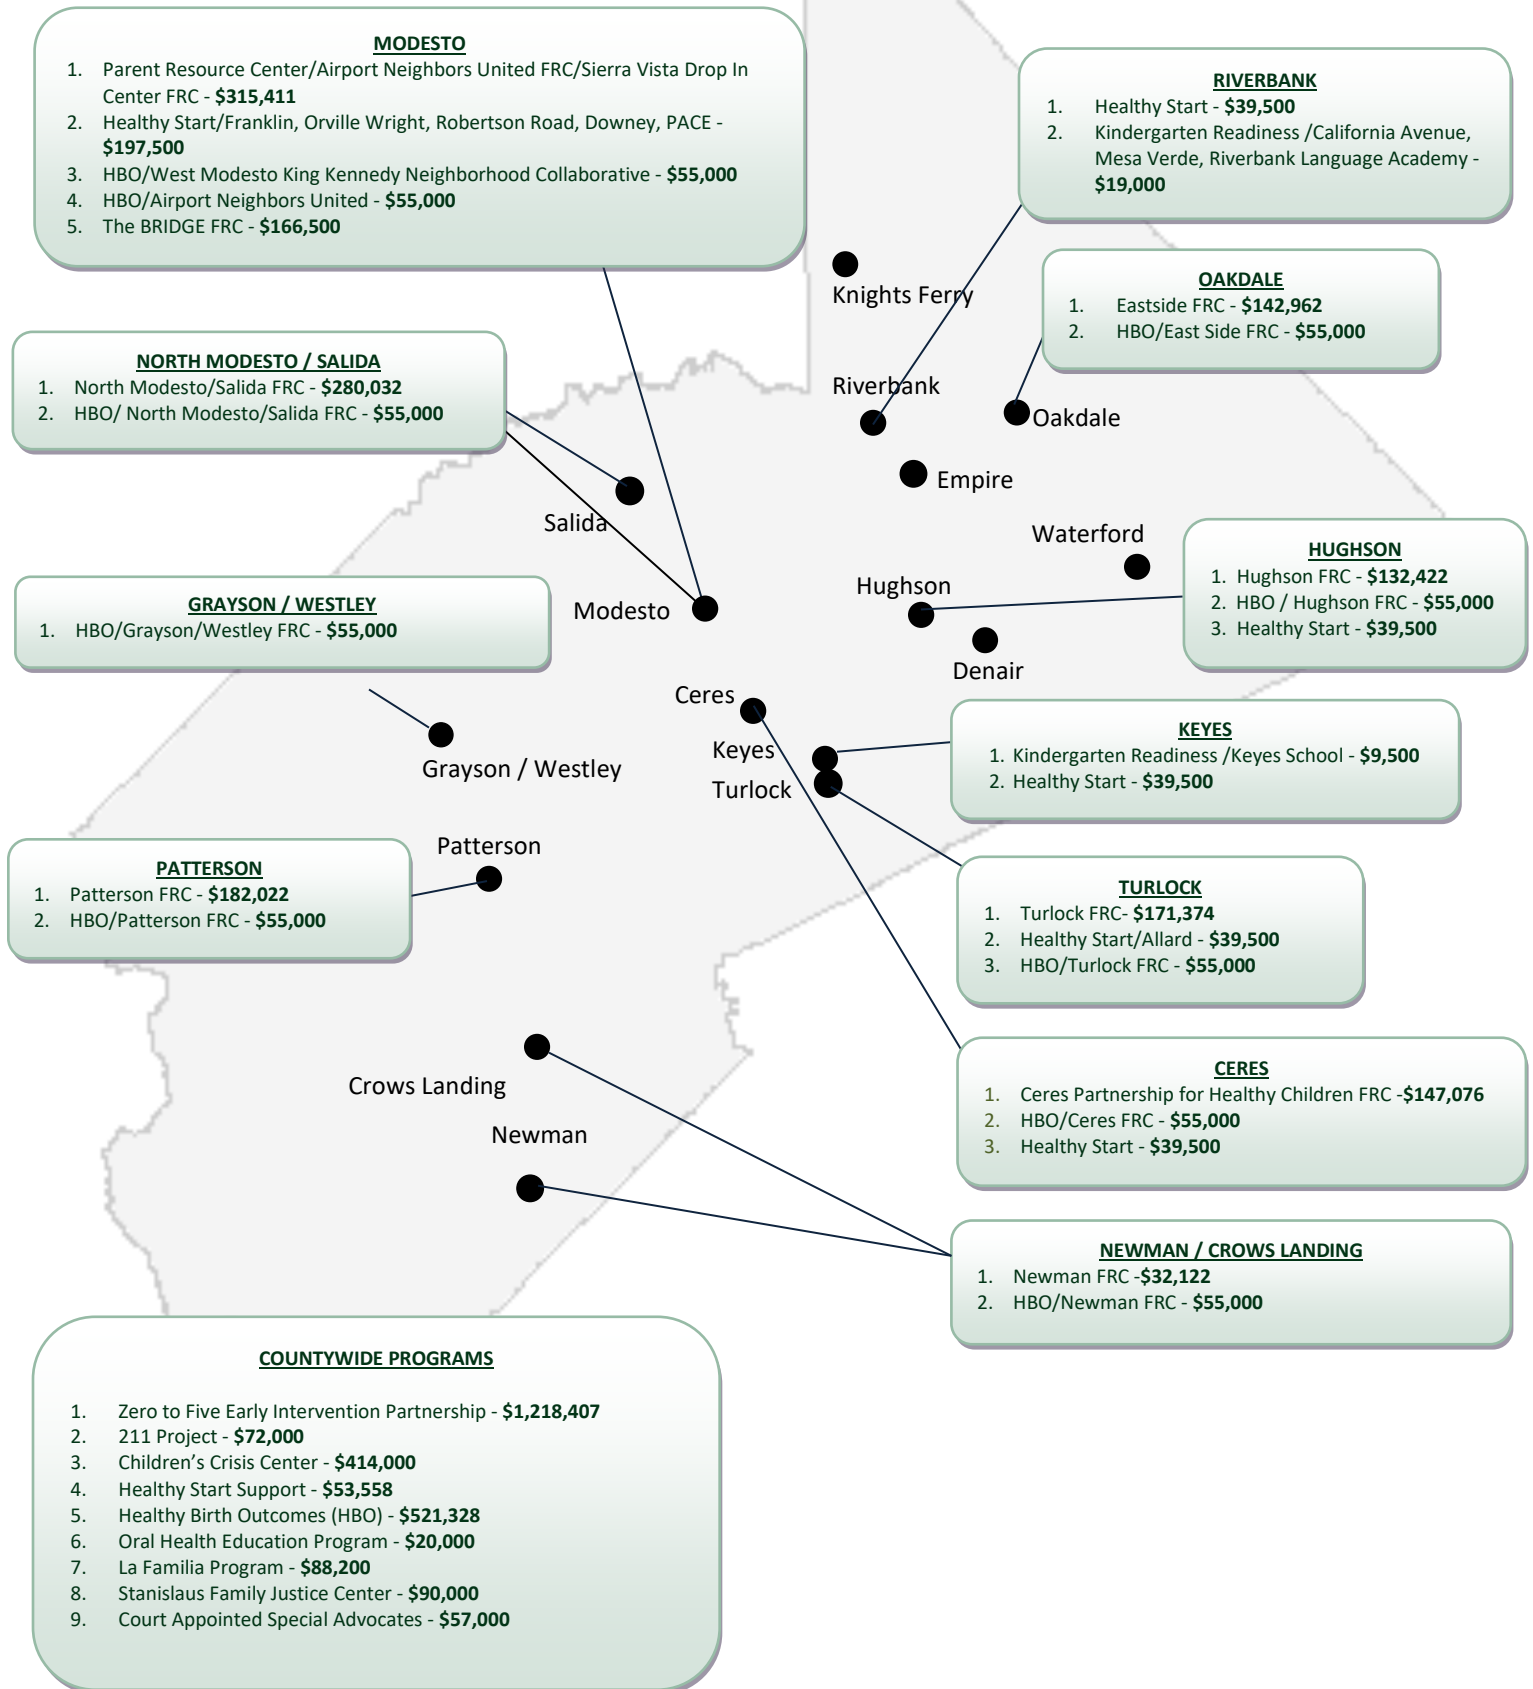 MODESTO
1. Parent Resource Center/Airport Neighbors United FRC/Sierra Vista Drop In
Center FRC - $315,411
2. Healthy Start/Franklin, Orville Wright, Robertson Road, Downey, PACE -
$197,500
3. HBO/West Modesto King Kennedy Neighborhood Collaborative - $55,000
4. HBO/Airport Neighbors United - $55,000
5. The BRIDGE FRC - $166,500
RIVERBANK
1. Healthy Start - $39,500
2. Kindergarten Readiness /California Avenue,
Mesa Verde, Riverbank Language Academy -
$19,000
Knights Ferry
OAKDALE
1. Eastside FRC - $142,962
2. HBO/East Side FRC - $55,000
NORTH MODESTO / SALIDA
1. North Modesto/Salida FRC - $280,032
2. HBO/ North Modesto/Salida FRC - $55,000
Riverbank
Oakdale
Empire
Salida
Waterford
HUGHSON
1. Hughson FRC - $132,422
2. HBO / Hughson FRC - $55,000
3. Healthy Start - $39,500
Hughson
GRAYSON / WESTLEY
1. HBO/Grayson/Westley FRC - $55,000
Modesto
Denair
Ceres
Keyes
Turlock
KEYES
1. Kindergarten Readiness /Keyes School - $9,500
2. Healthy Start - $39,500
Grayson / Westley
Patterson
PATTERSON
1. Patterson FRC - $182,022
2. HBO/Patterson FRC - $55,000
TURLOCK
1. Turlock FRC- $171,374
2. Healthy Start/Allard - $39,500
3. HBO/Turlock FRC - $55,000
Crows Landing
CERES
1. Ceres Partnership for Healthy Children FRC -$147,076
2. HBO/Ceres FRC - $55,000
3. Healthy Start - $39,500
Newman
NEWMAN / CROWS LANDING
1. Newman FRC -$32,122
2. HBO/Newman FRC - $55,000
COUNTYWIDE PROGRAMS
1. Zero to Five Early Intervention Partnership - $1,218,407
2. 211 Project - $72,000
3. Children’s Crisis Center - $414,000
4. Healthy Start Support - $53,558
5. Healthy Birth Outcomes (HBO) - $521,328
6. Oral Health Education Program - $20,000
7. La Familia Program - $88,200
8. Stanislaus Family Justice Center - $90,000
9. Court Appointed Special Advocates - $57,000